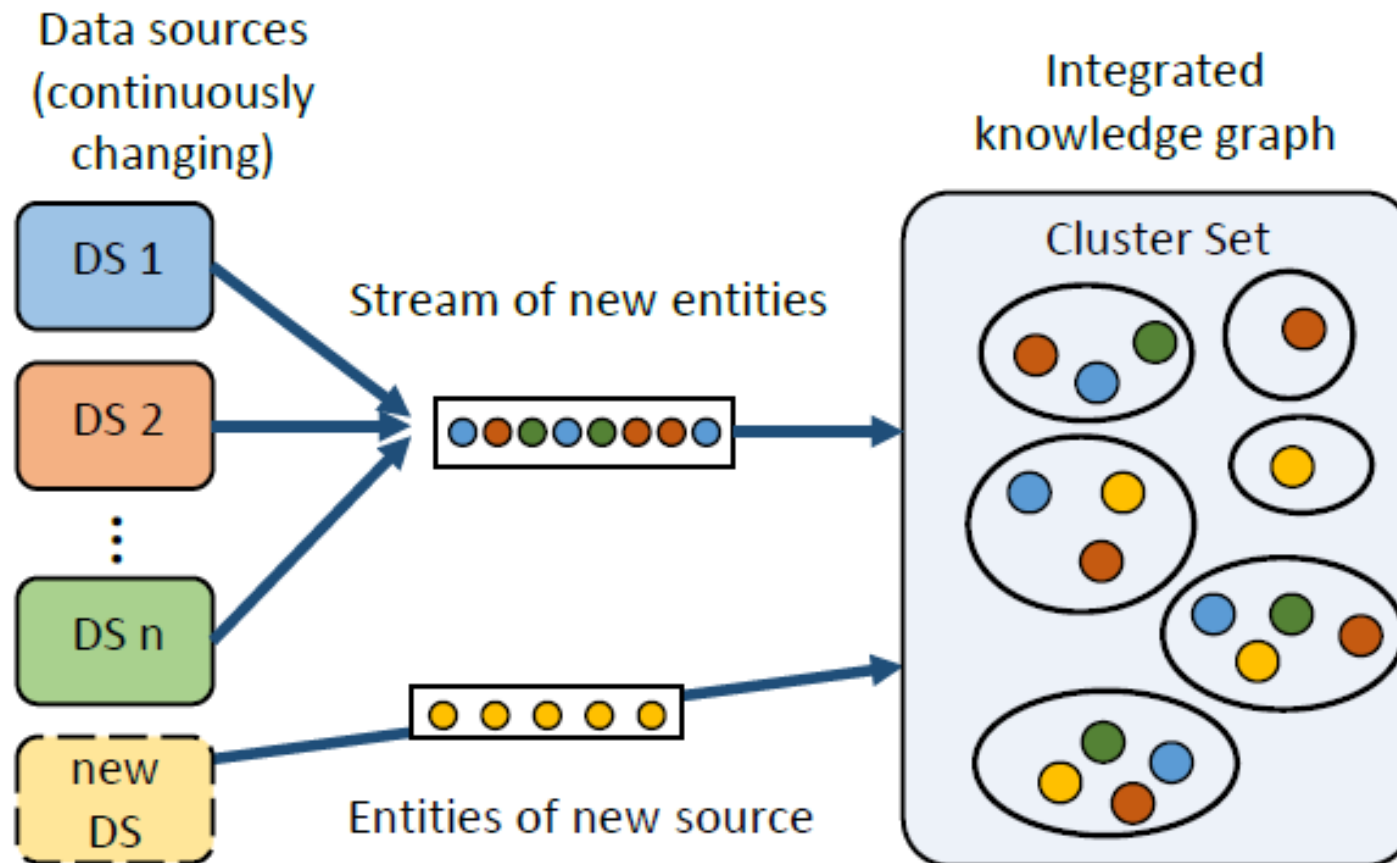 Data sources
(continuously
changing)
DS 1
DS 2
...
DS n
new
DS
Stream of new entities
Entities of new source
Integrated
knowledge graph
Cluster Set